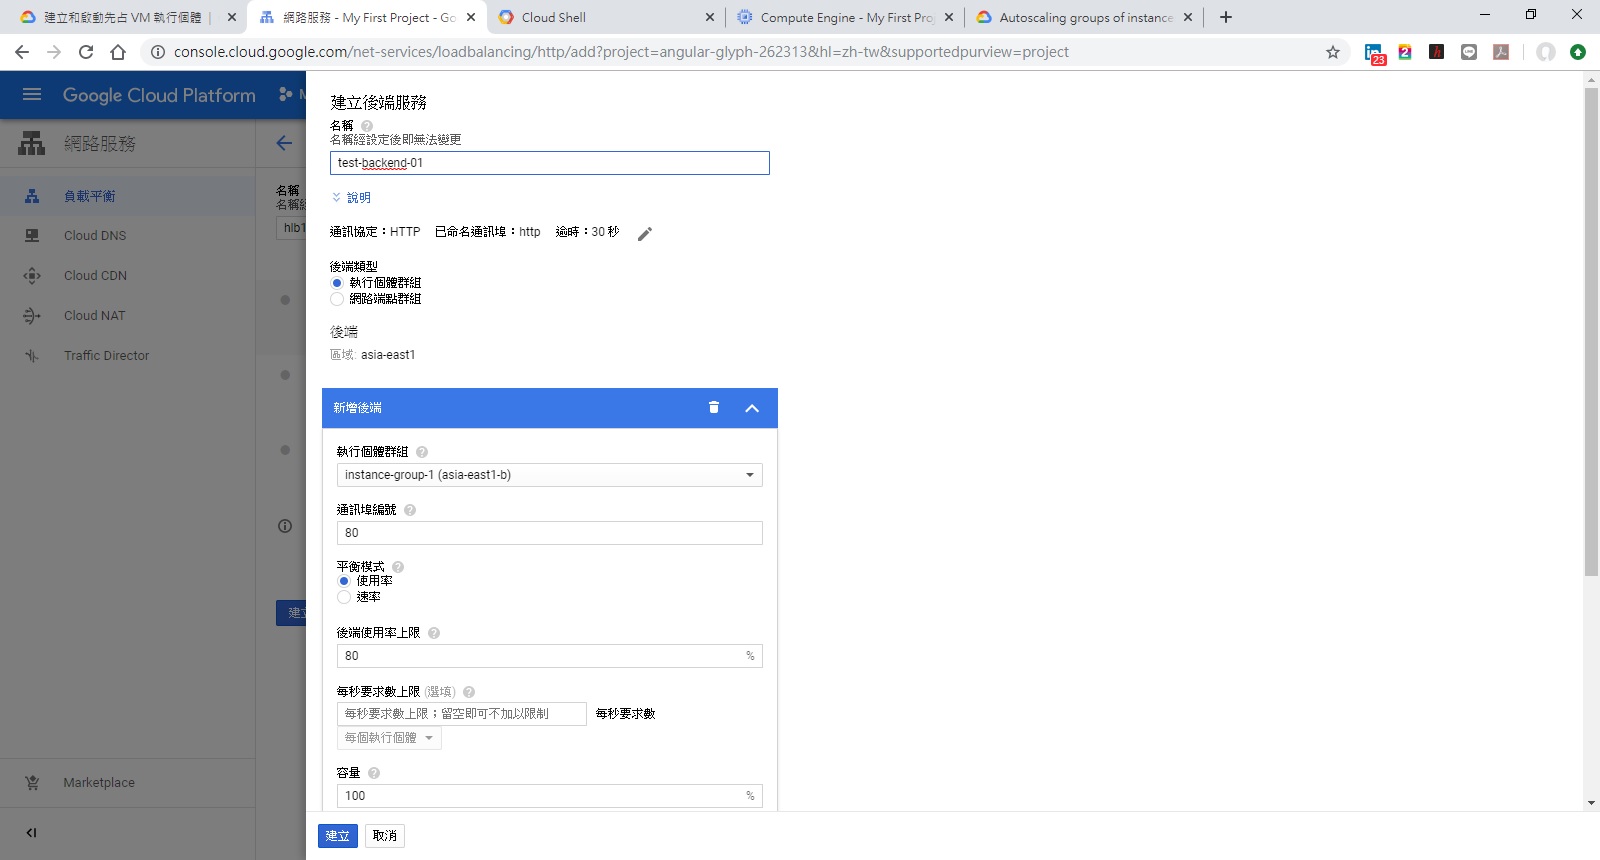 建立和啟動先占 VM 執行個體
網路服務 - My First Project - Go
Cloud Shell
Compute Engine - My First Proj
Autoscaling groups of instance
console.cloud.google.com/net-services/loadbalancing/http/add?project=angular-glyph-262313&hl=zh-tw&supportedpurview=project
23
Google Cloud Platform
網路服務
負載平衡
Cloud DNS
Cloud CDN
Cloud NAT
Traffic Director
Marketplace
名稱
名稱經
hlb1
建立
建立後端服務
名稱
名稱經設定後即無法變更
test-backend-01
說明
通訊協定：HTTP 已命名通訊埠：http 逾時：30 秒
後端類型
執行個體群組
網路端點群組
後端
區域: asia-east1
新增後端
執行個體群組
instance-group-1 (asia-east1-b)
通訊埠編號
80
平衡模式
使用率
速率
後端使用率上限
80 %
每秒要求數上限 (選填)
每秒要求數上限；留空即可不加以限制 每秒要求數
每個執行個體
容量
100 %
建立 取消